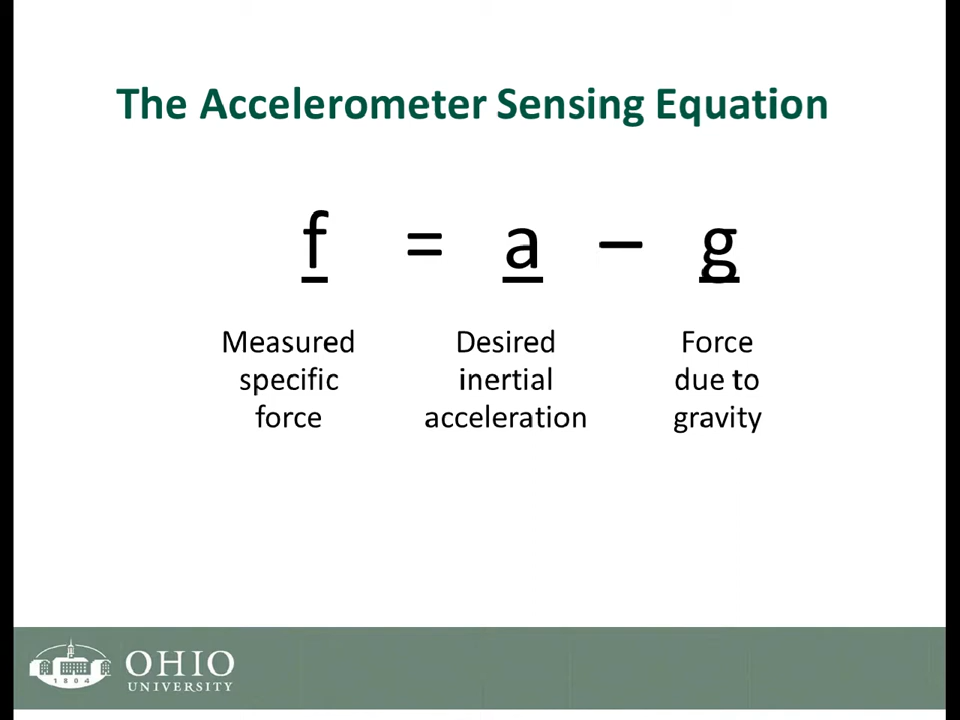 The Accelerometer Sensing Equation
f = a – g
Measured specific force
Desired inertial acceleration
Force due to gravity
1804
OHIO
UNIVERSITY